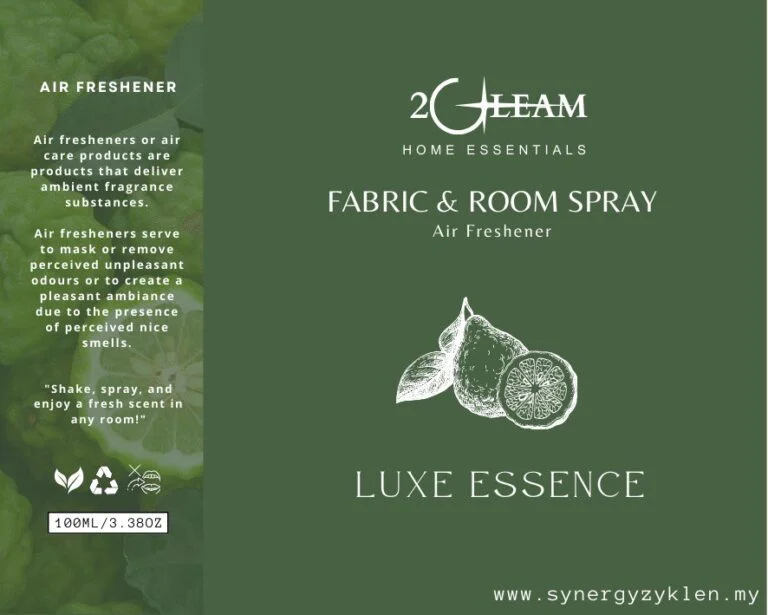 AIR FRESHENER
Air fresheners or air
care products are
products that deliver
ambient fragrance
substances.
Air fresheners serve
to mask or remove
perceived unpleasant
odours or to create a
pleasant ambiance
due to the presence
of perceived nice
smells.
"Shake, spray, and
enjoy a fresh scent in
any room!"
100ML/3.38OZ
2GLEAM
HOME ESSENTIALS
FABRIC & ROOM SPRAY
Air Freshener
LUXE ESSENCE
www.synergyzyklen.my